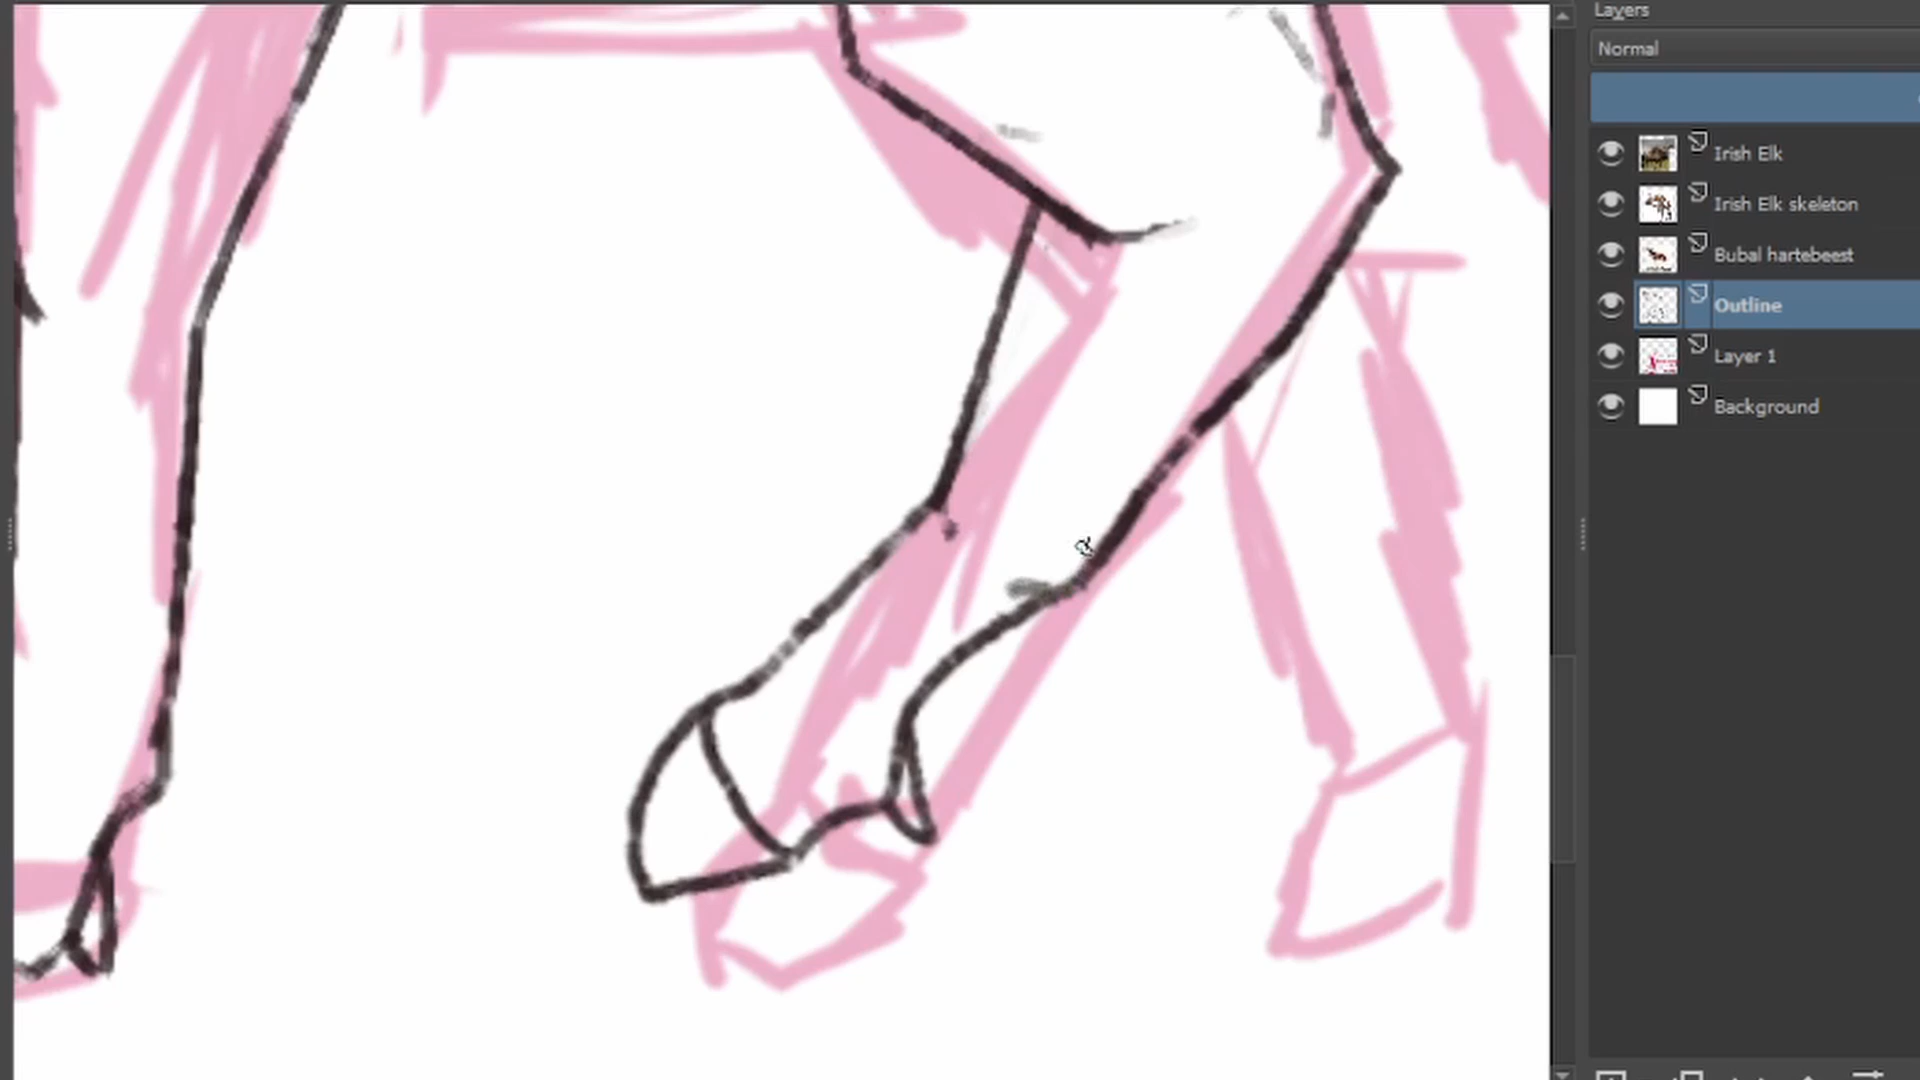 Layers
Normal
Irish Elk
Irish Elk skeleton
Bubal hartebeest
Outline
Layer 1
Background